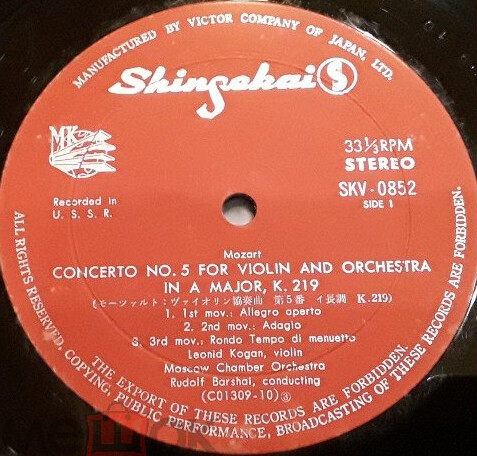 MANUFACTURED BY VICTOR COMPANY OF JAPAN, LTD.
Shinsekai S
MK
33⅓RPM
STEREO
SKV-0852
SIDE 1
Recorded in
U. S. S. R.
Mozart
CONCERTO NO. 5 FOR VIOLIN AND ORCHESTRA
IN A MAJOR, K. 219
(モーツァルト：ヴァイオリン協奏曲 第5番 イ長調 K.219)
1. 1st mov.: Allegro aperto
2. 2nd mov.: Adagio
3. 3rd mov.: Rondo Tempo di menuetto
Leonid Kogan, violin
Moscow Chamber Orchestra
Rudolf Barshai, conducting
(C01309-10) ③
ALL RIGHTS RESERVED, COPYING, PUBLIC PERFORMANCE, BROADCASTING OF THESE RECORDS ARE FORBIDDEN.
THE EXPORT OF THESE RECORDS ARE FORBIDDEN.